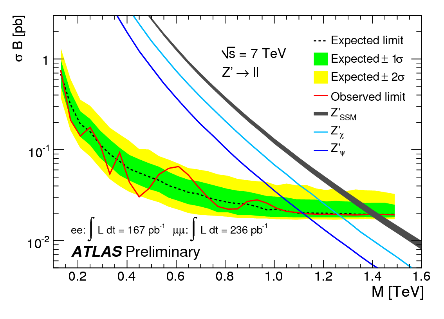 σ B [pb]
1
10⁻¹
10⁻²
√s = 7 TeV
Z' → ll
Expected limit
Expected ± 1σ
Expected ± 2σ
Observed limit
Z'SSM
Z'χ
Z'ψ
ee: ∫ L dt = 167 pb⁻¹ μμ: ∫ L dt = 236 pb⁻¹
ATLAS Preliminary
0.2 0.4 0.6 0.8 1 1.2 1.4 1.6
M [TeV]